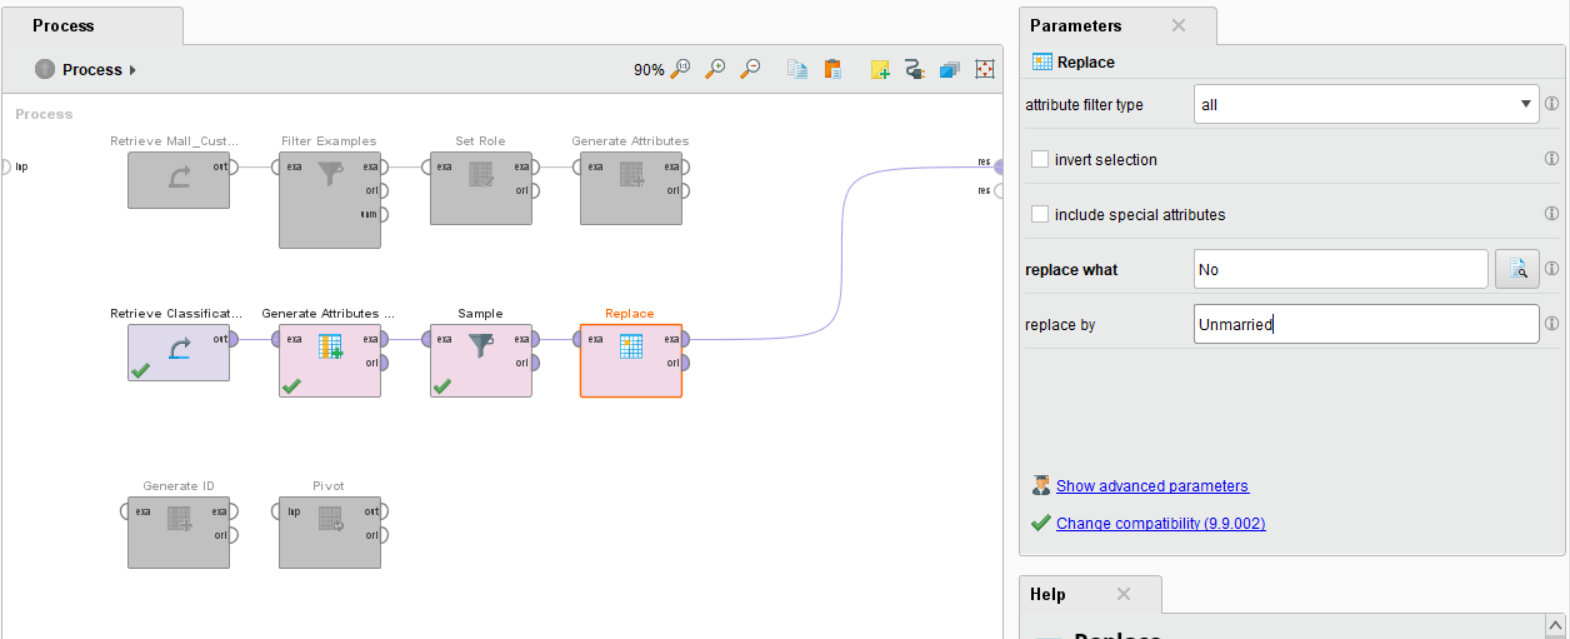 Process
Process
90%
Process
Retrieve Mall_Cust... Filter Examples Set Role Generate Attributes
inp out exa exa exa exa exa exa res
ori ori ori res
unm
Retrieve Classificat... Generate Attributes ... Sample Replace
out exa exa exa exa exa exa
ori ori ori
Generate ID Pivot
exa exa inp out
ori ori
Parameters
Replace
attribute filter type all
invert selection
include special attributes
replace what No
replace by Unmarried
Show advanced parameters
Change compatibility (9.9.002)
Help
Replace